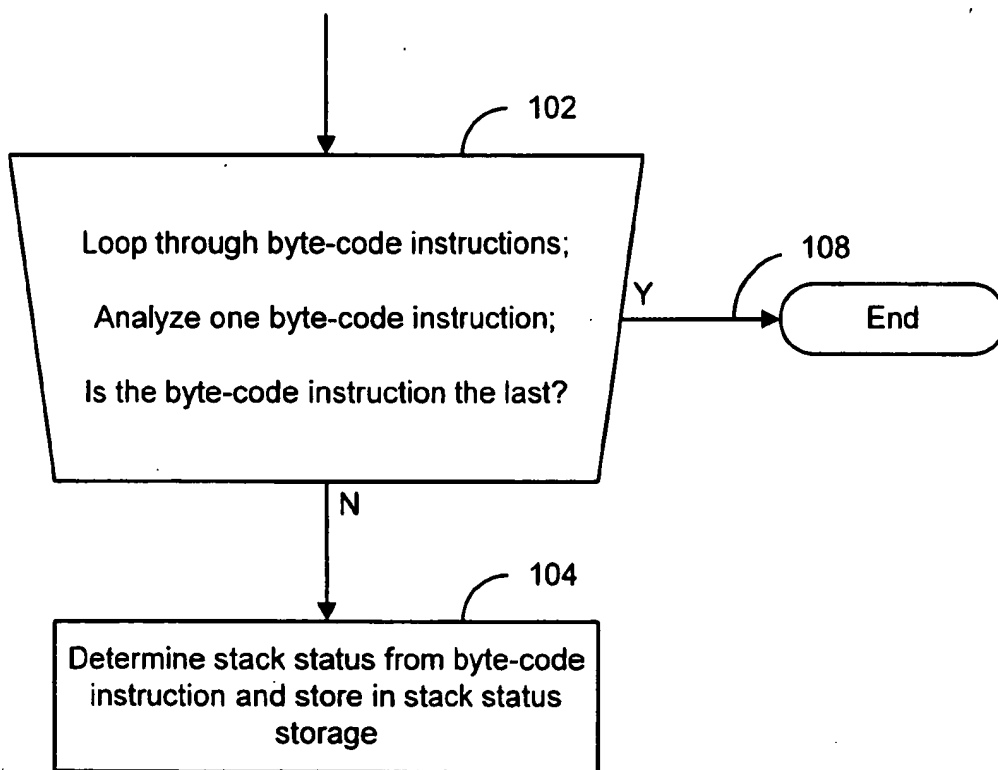 102
Loop through byte-code instructions;
Analyze one byte-code instruction;
Is the byte-code instruction the last?
Y
108
End
N
104
Determine stack status from byte-code
instruction and store in stack status
storage